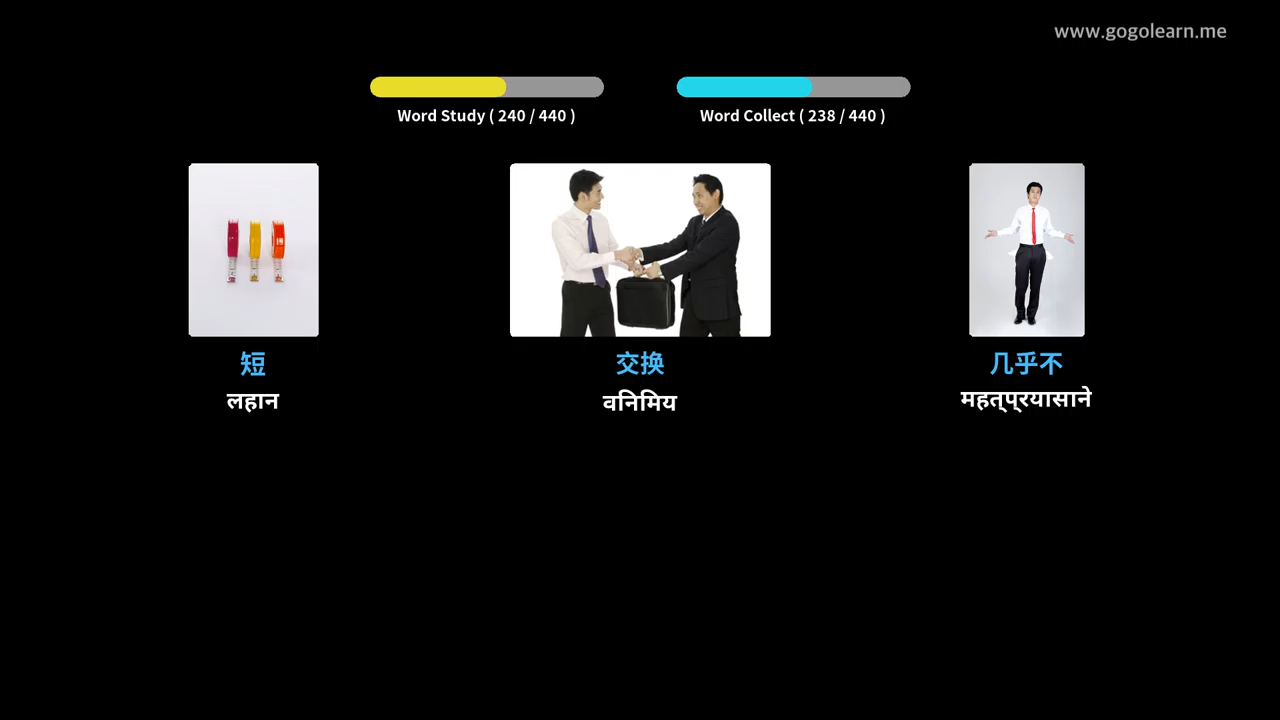 www.gogolearn.me
Word Study ( 240 / 440 )
Word Collect ( 238 / 440 )
短
交换
几乎不
लहान
वनिमिय
महत्प्रयासाने